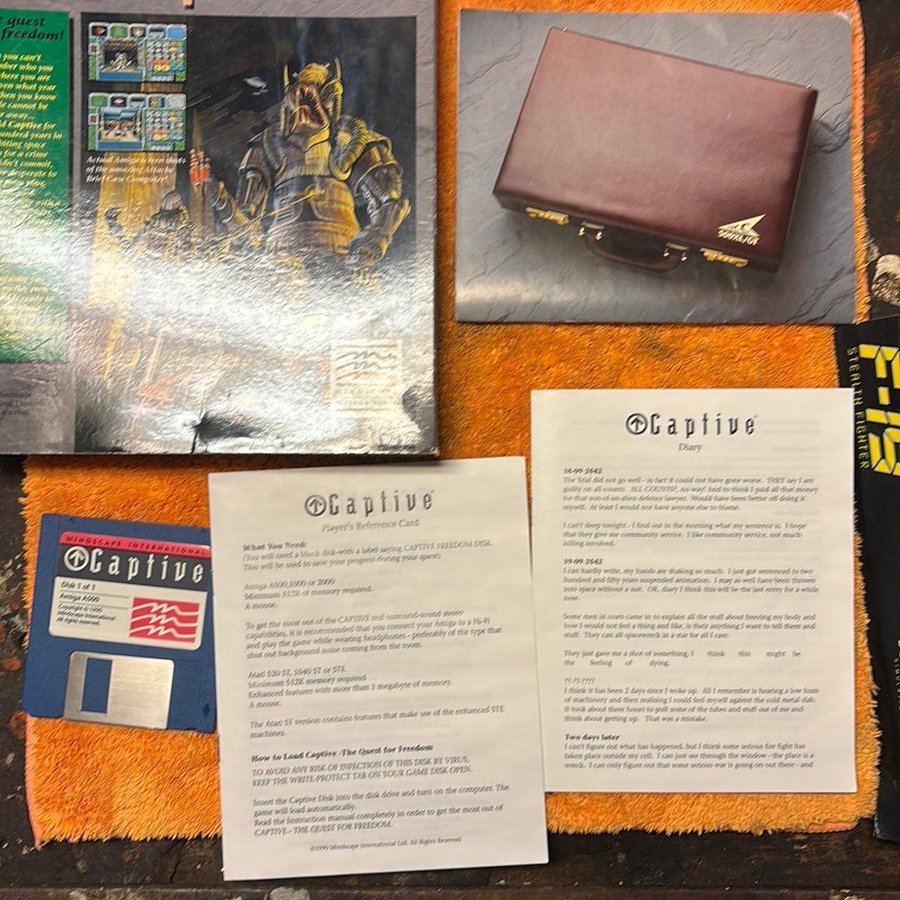 quest
freedom!
you can't
Actual Amiga screen shots
of the amazing Attache
Brief Case Computer!
500XL/GT
STEALTH FIGHTER
MINDSCAPE INTERNATIONAL
Captive
Disk 1 of 1
Amiga A500
Copyright © 1990
Mindscape International.
All rights reserved.
Captive
Player's Reference Card
What You Need:
(You will need a blank disk with a label saying CAPTIVE FREEDOM DISK.
This will be used to save your progress during your quest)
Amiga A500,1000 or 2000
Minimum 512K of memory required.
A mouse.
To get the most out of the CAPTIVE real surround-sound stereo
capabilities, it is recommended that you connect your Amiga to a Hi-Fi
and play the game while wearing headphones - preferably of the type that
shut out background noise coming from the room.
Atari 520 ST, 1040 ST or STE.
Minimum 512K memory required
Enhanced features with more than 1 megabyte of memory.
A mouse.
The Atari ST version contains features that make use of the enhanced STE
machines.
How to Load Captive -The Quest for Freedom
TO AVOID ANY RISK OF INFECTION OF THIS DISK BY VIRUS,
KEEP THE WRITE-PROTECT TAB ON YOUR GAME DISK OPEN.
Insert the Captive Disk into the disk drive and turn on the computer. The
game will load automatically.
Read the Instruction manual completely in order to get the most out of
CAPTIVE - THE QUEST FOR FREEDOM.
©1990 Mindscape International Ltd. All Rights Reserved
Captive
Diary
18-09-2642
The Trial did not go well - in fact it could not have gone worse. THEY say I am
guilty on all counts. ALL COUNTS!, no way! And to think I paid all that money
for that son-of-an-alien defence lawyer. Would have been better off doing it
myself. At least I would not have anyone else to blame.
I can't sleep tonight - I find out in the morning what my sentence is. I hope
that they give me community service. I like community service, not much
killing involved.
19-09-2642
I can hardly write, my hands are shaking so much. I just got sentenced to two
hundred and fifty years suspended animation. I may as well have been thrown
into space without a suit. OR, diary I think this will be the last entry for a while
now.
Some men in coats came in to explain all the stuff about freezing my body and
how I would not feel a thing and like, is their anything I want to tell them and
stuff. They can all spacewreck in a star for all I care.
They just gave me a shot of something, I think this might be
the feeling of dying.
??-??-????
I think it has been 2 days since I woke up. All I remember is hearing a low hum
of machinery and then realizing I could feel myself against the cold metal slab.
It took about three hours to pull some of the tubes and stuff out of me and
think about getting up. That was a mistake.
Two days later
I can't figure out what has happened, but I think some serious fire fight has
taken place outside my cell. I can just see through the window - the place is a
wreck. I can only figure out that some serious war is going on out there - and